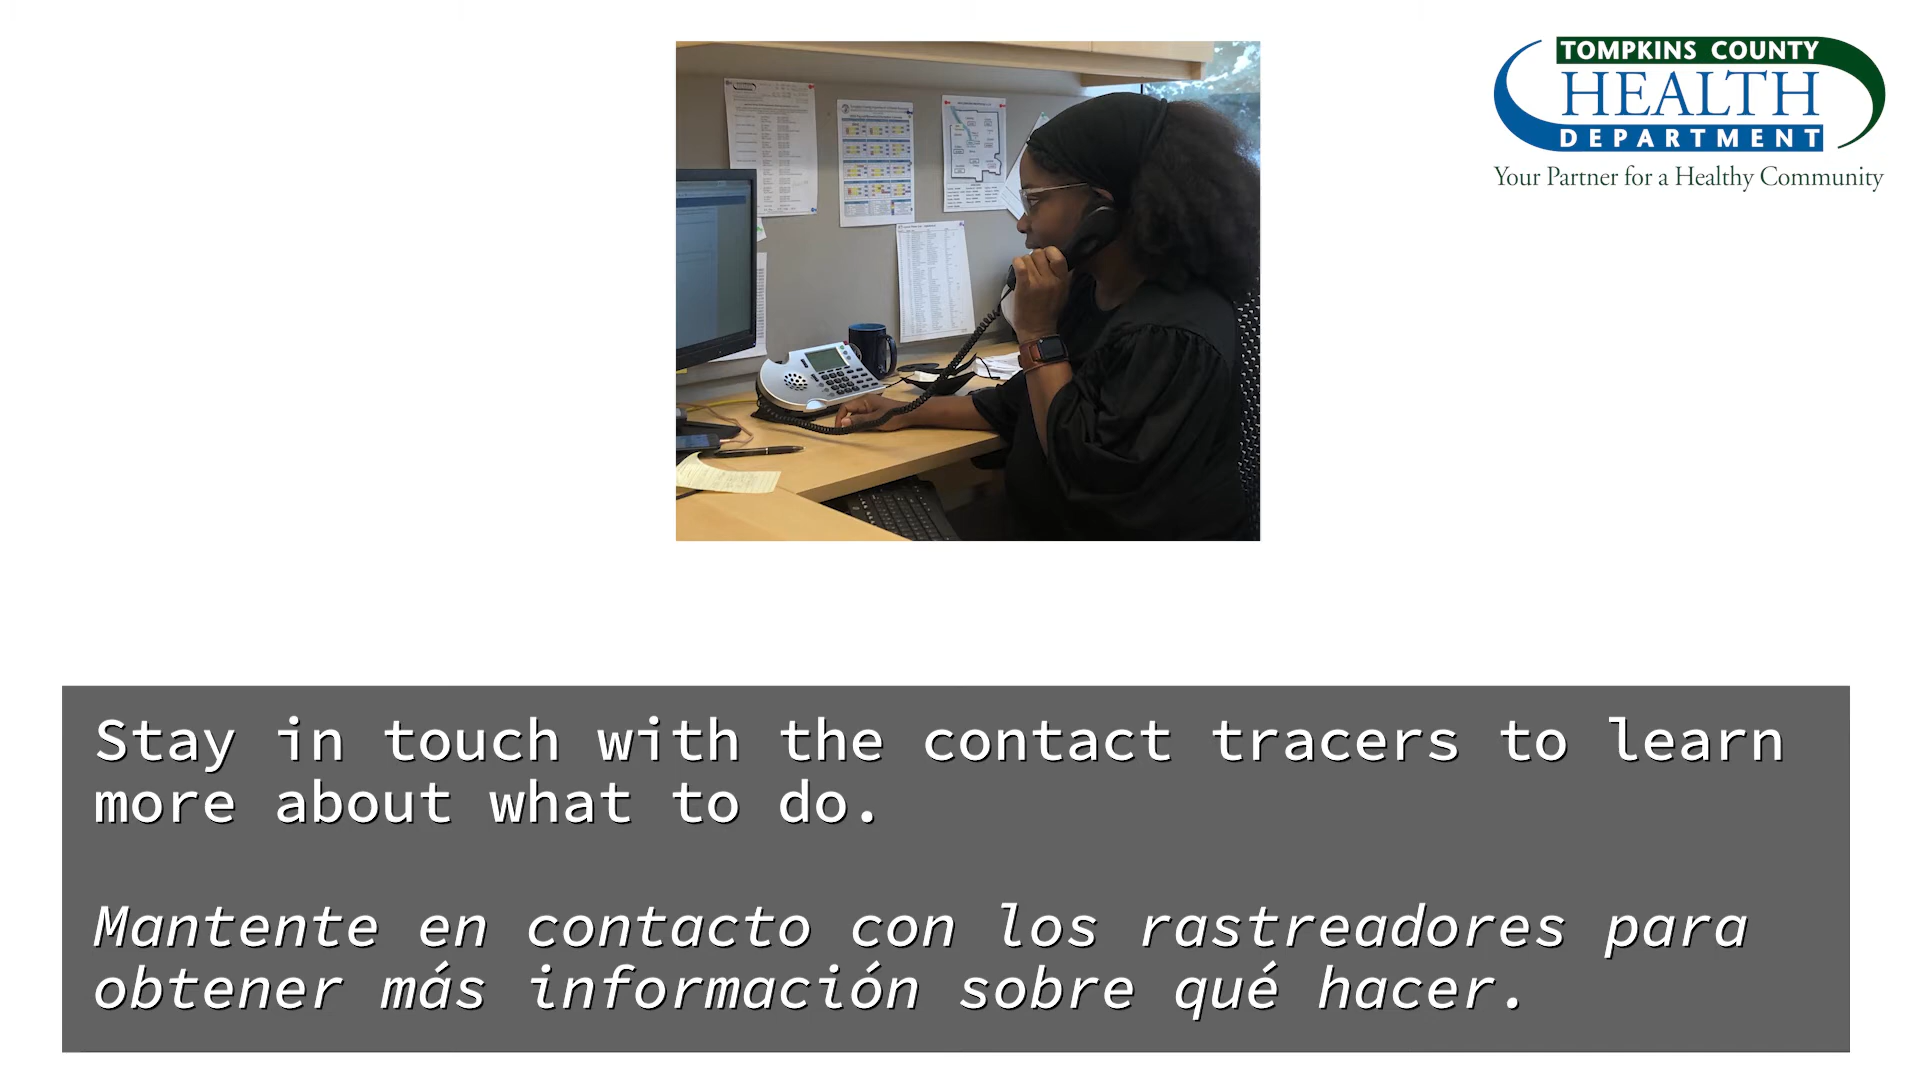 TOMPKINS COUNTY
HEALTH
DEPARTMENT
Your Partner for a Healthy Community
Stay in touch with the contact tracers to learn
more about what to do.
Mantente en contacto con los rastreadores para
obtener más información sobre qué hacer.